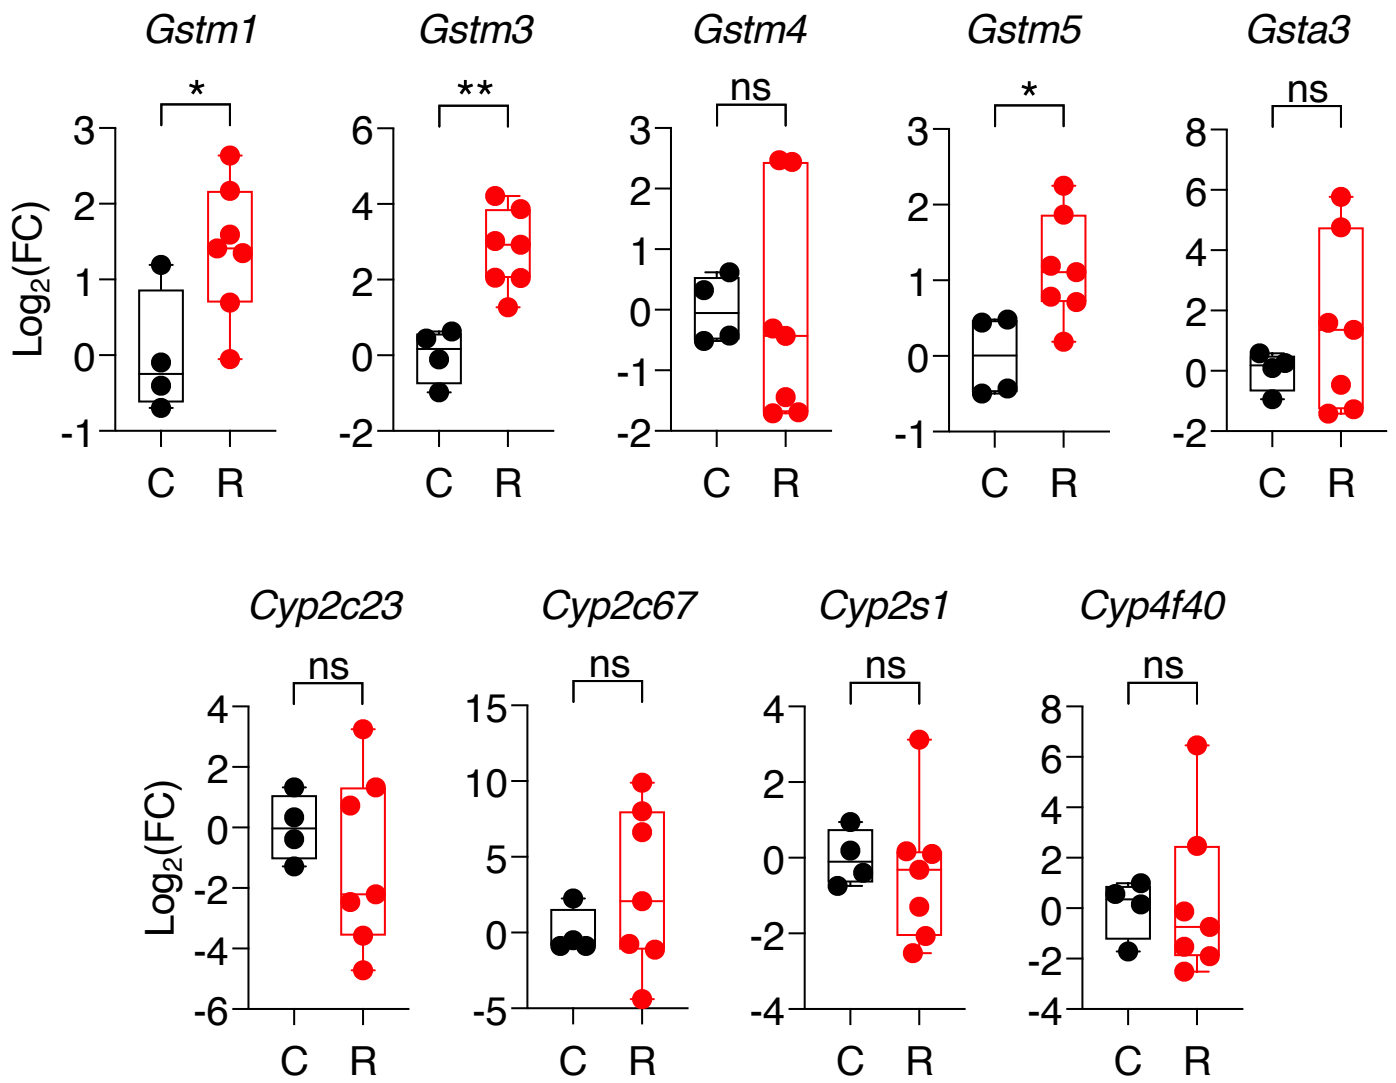 Gstm1 Gstm3 Gstm4 Gstm5 Gsta3
* ** ns * ns
Log₂(FC)
3 2 1 0 -1
6 4 2 0 -2
3 2 1 0 -1 -2
3 2 1 0 -1
8 6 4 2 0 -2
C R C R C R C R C R
Cyp2c23 Cyp2c67 Cyp2s1 Cyp4f40
ns ns ns ns
Log₂(FC)
4 2 0 -2 -4 -6
15 10 5 0 -5
4 2 0 -2 -4
8 6 4 2 0 -2 -4
C R C R C R C R